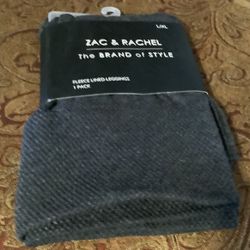 L/XL
ZAC & RACHEL
The BRAND of STYLE
FLEECE LINED LEGGINGS
1 PACK